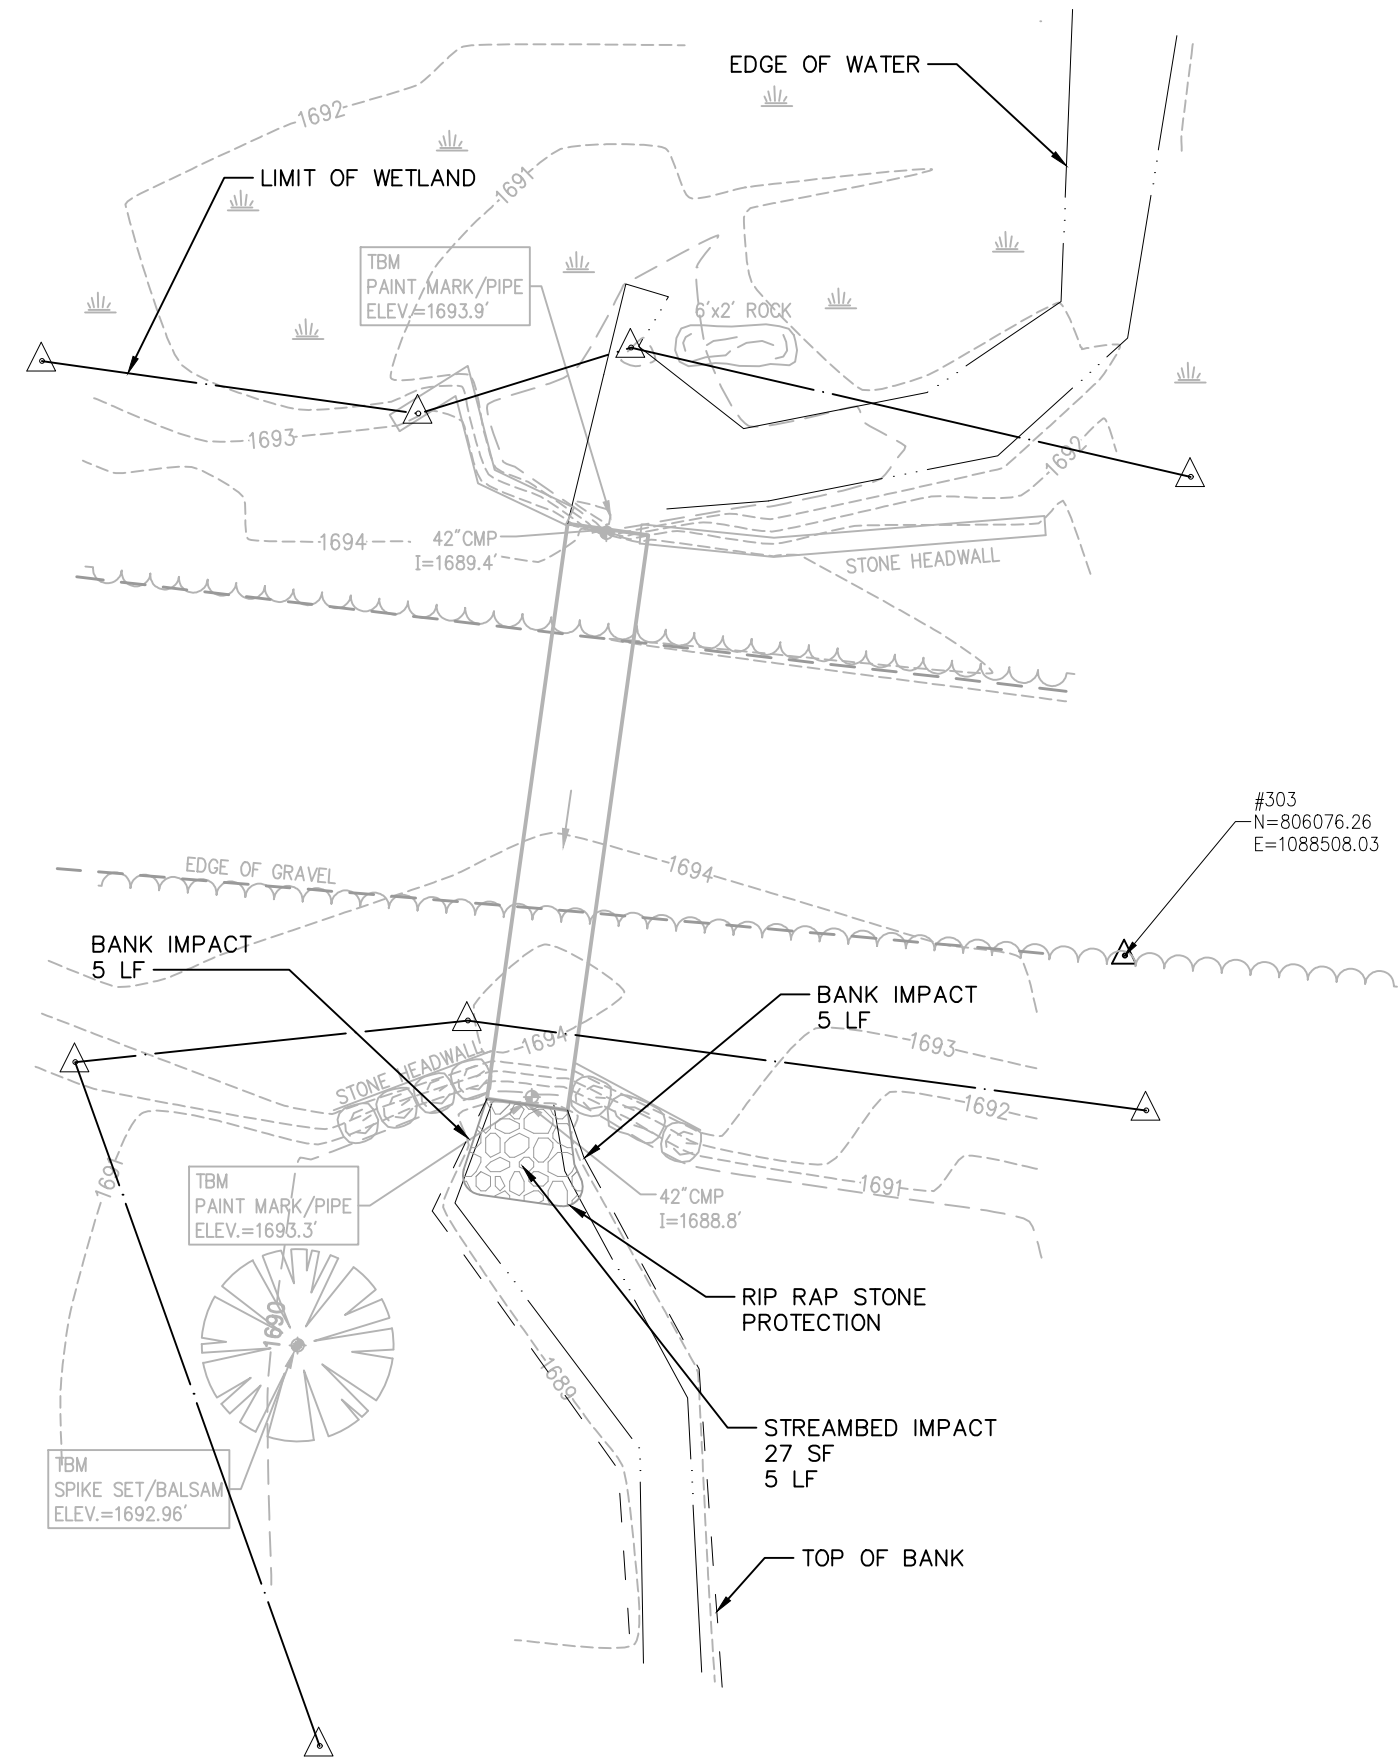 EDGE OF WATER
1692
LIMIT OF WETLAND
1691
TBM
PAINT MARK/PIPE
ELEV.=1693.9'
6'x2' ROCK
1693
1692
1694
42"CMP
I=1689.4'
STONE HEADWALL
#303
N=806076.26
E=1088508.03
EDGE OF GRAVEL
1694
BANK IMPACT
5 LF
BANK IMPACT
5 LF
1694
1693
STONE HEADWALL
1692
1691
1691
TBM
PAINT MARK/PIPE
ELEV.=1693.3'
42"CMP
I=1688.8'
RIP RAP STONE
PROTECTION
1690
1689
STREAMBED IMPACT
27 SF
5 LF
TBM
SPIKE SET/BALSAM
ELEV.=1692.96'
TOP OF BANK